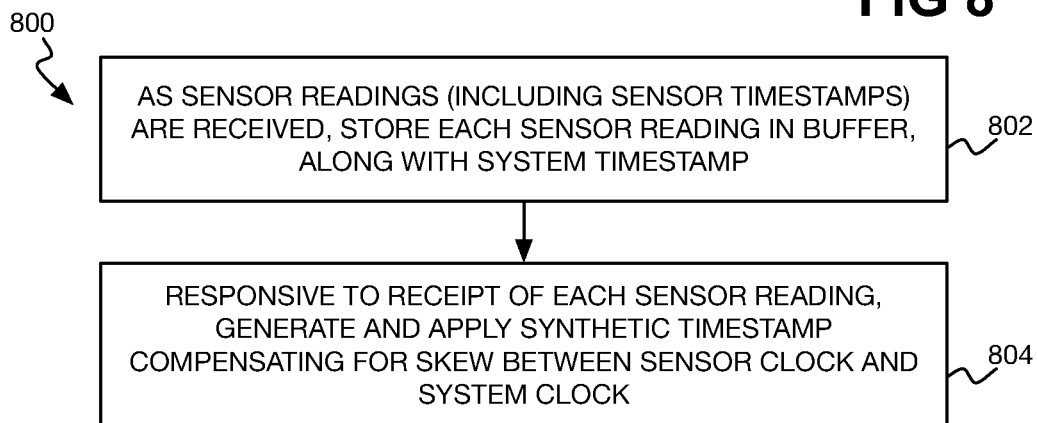 FIG 8
800
AS SENSOR READINGS (INCLUDING SENSOR TIMESTAMPS)
ARE RECEIVED, STORE EACH SENSOR READING IN BUFFER,
ALONG WITH SYSTEM TIMESTAMP
802
RESPONSIVE TO RECEIPT OF EACH SENSOR READING,
GENERATE AND APPLY SYNTHETIC TIMESTAMP
COMPENSATING FOR SKEW BETWEEN SENSOR CLOCK AND
SYSTEM CLOCK
804